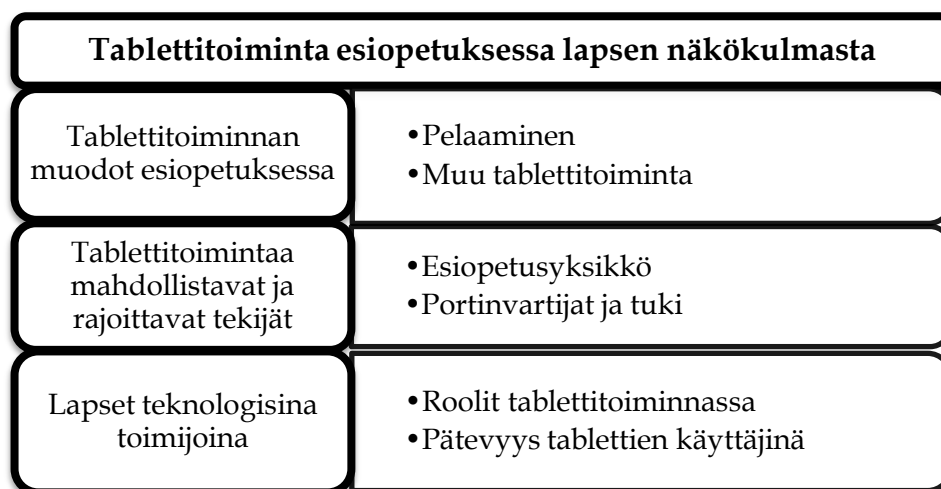 Tablettitoiminta esiopetuksessa lapsen näkökulmasta
Tablettitoiminnan
muodot esiopetuksessa
•Pelaaminen
•Muu tablettitoiminta
Tablettitoimintaa
mahdollistavat ja
rajoittavat tekijät
•Esiopetusyksikkö
•Portinvartijat ja tuki
Lapset teknologisina
toimijoina
•Roolit tablettitoiminnassa
•Pätevyys tablettien käyttäjinä